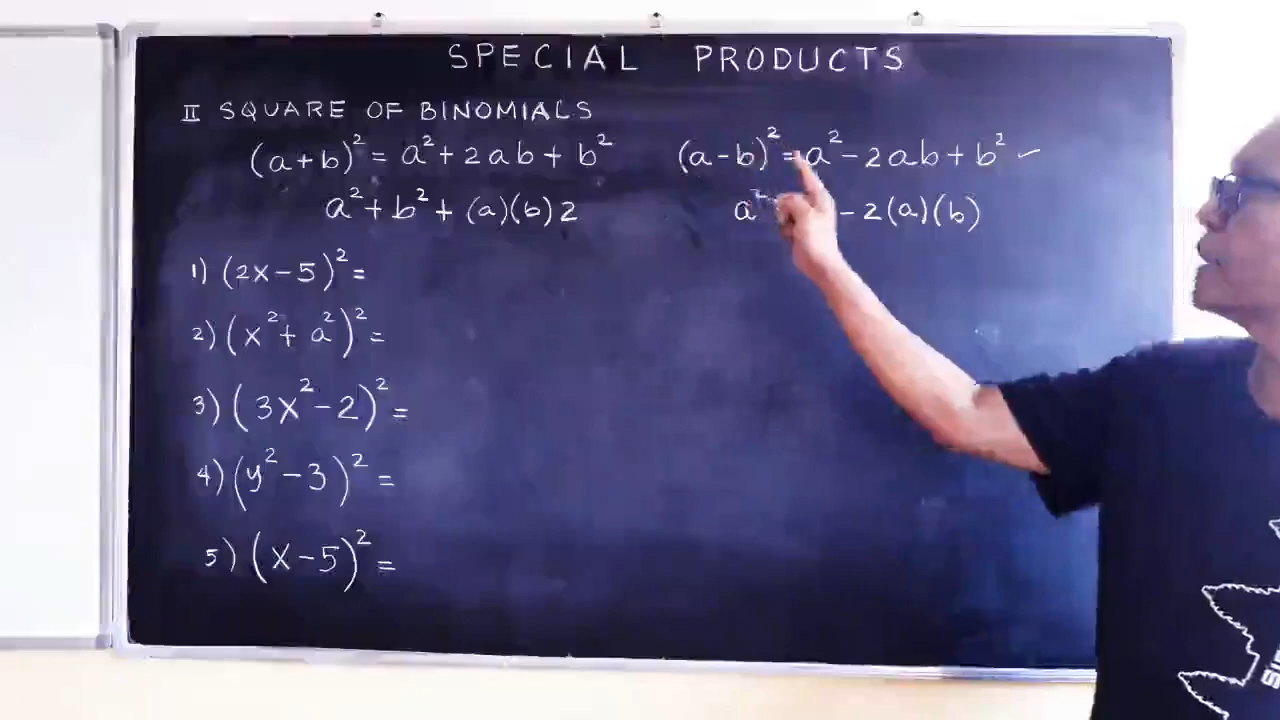 SPECIAL PRODUCTS
II SQUARE OF BINOMIALS
(a+b)² = a² + 2ab + b² (a-b)² = a² - 2ab + b² ✓
a² + b² + (a)(b)2 a² - 2(a)(b)
1) (2x-5)² =
2) (x² + a²)² =
3) (3x² - 2)² =
4) (y² - 3)² =
5) (x - 5)² =